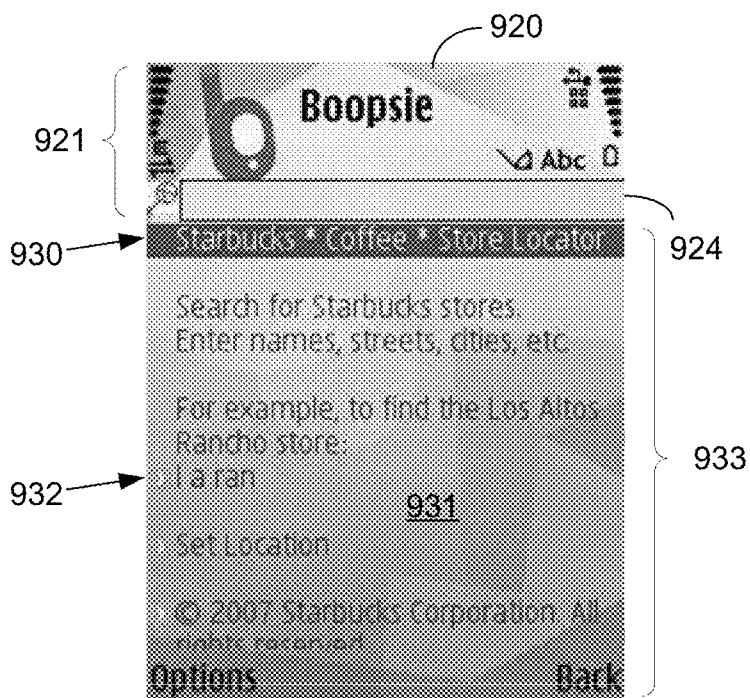 920
Boopsie
921
Abc
924
930
Starbucks * Coffee * Store Locator
Search for Starbucks stores.
Enter names, streets, cities, etc.
For example, to find the Los Altos
Rancho store:
l a ran
932
931
933
Set Location
© 2007 Starbucks Corporation. All
rights reserved.
Options
Back